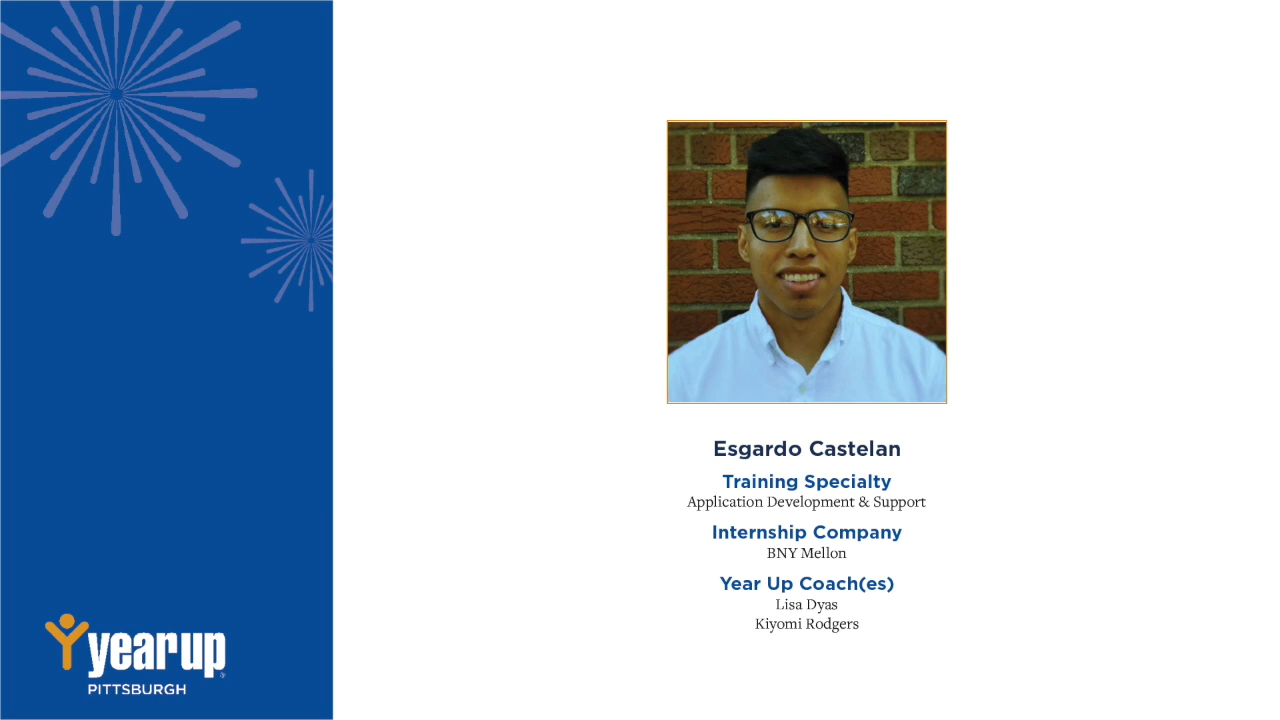 Esgardo Castelan
Training Specialty
Application Development & Support
Internship Company
BNY Mellon
Year Up Coach(es)
Lisa Dyas
Kiyomi Rodgers
year up
PITTSBURGH